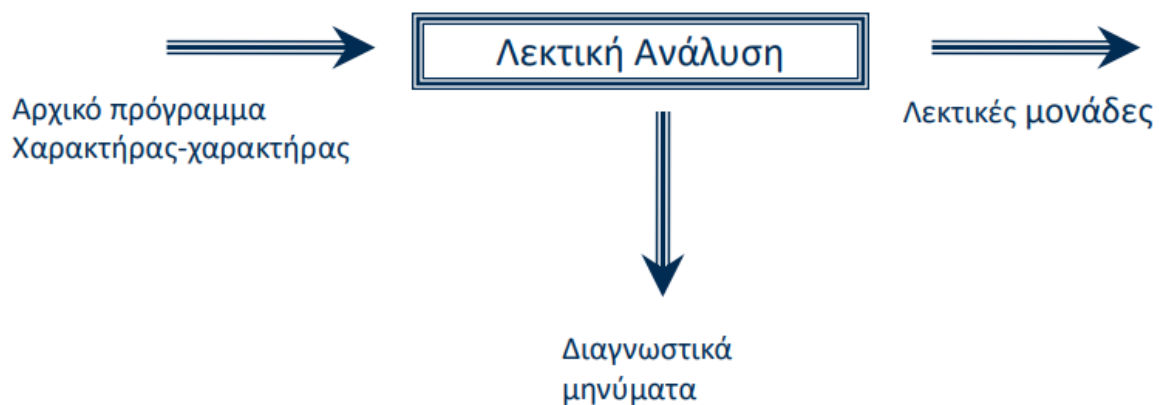 Λεκτική Ανάλυση
Αρχικό πρόγραμμα
Χαρακτήρας-χαρακτήρας
Λεκτικές μονάδες
Διαγνωστικά
μηνύματα